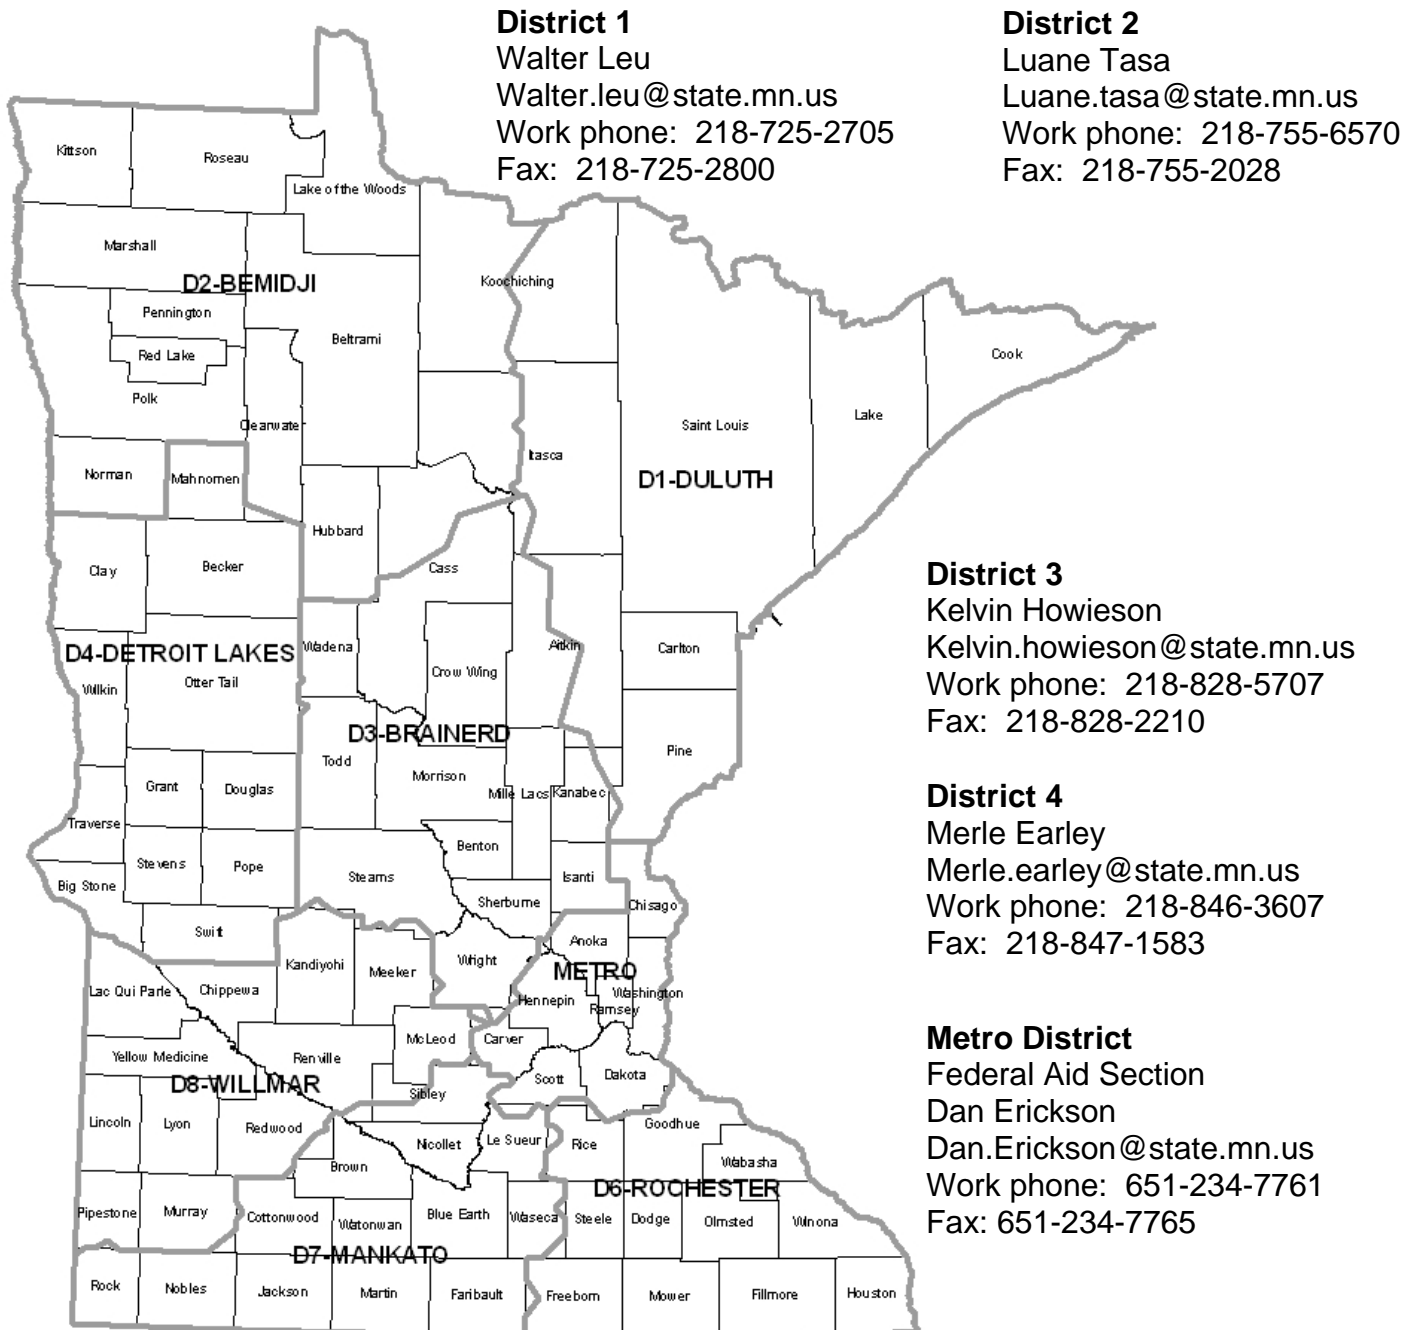 District 1
Walter Leu
Walter.leu@state.mn.us
Work phone:  218-725-2705
Fax:  218-725-2800
District 2
Luane Tasa
Luane.tasa@state.mn.us
Work phone:  218-755-6570
Fax:  218-755-2028
Kittson
Roseau
Lake of the Woods
Marshall
D2-BEMIDJI
Koochiching
Pennington
Beltrami
Red Lake
Cook
Polk
Lake
Clearwater
Saint Louis
Itasca
Norman
Mahnomen
D1-DULUTH
Hubbard
Clay
Becker
Cass
District 3
Kelvin Howieson
Kelvin.howieson@state.mn.us
Work phone:  218-828-5707
Fax:  218-828-2210
Wadena
Aitkin
Carlton
D4-DETROIT LAKES
Otter Tail
Crow Wing
Wilkin
D3-BRAINERD
Pine
Todd
Morrison
Grant
Douglas
Mille Lacs
Kanabec
Traverse
District 4
Merle Earley
Merle.earley@state.mn.us
Work phone:  218-846-3607
Fax:  218-847-1583
Benton
Stevens
Pope
Stearns
Isanti
Big Stone
Sherburne
Chisago
Swift
Anoka
Wright
METRO
Kandiyohi
Meeker
Lac Qui Parle
Chippewa
Hennepin
Washington
Ramsey
McLeod
Carver
Yellow Medicine
Renville
D8-WILLMAR
Scott
Dakota
Sibley
Metro District
Federal Aid Section
Dan Erickson
Dan.Erickson@state.mn.us
Work phone:  651-234-7761
Fax: 651-234-7765
Lincoln
Lyon
Redwood
Nicollet
Le Sueur
Rice
Goodhue
Brown
Wabasha
D6-ROCHESTER
Pipestone
Murray
Cottonwood
Watonwan
Blue Earth
Waseca
Steele
Dodge
Olmsted
Winona
D7-MANKATO
Rock
Nobles
Jackson
Martin
Faribault
Freeborn
Mower
Fillmore
Houston